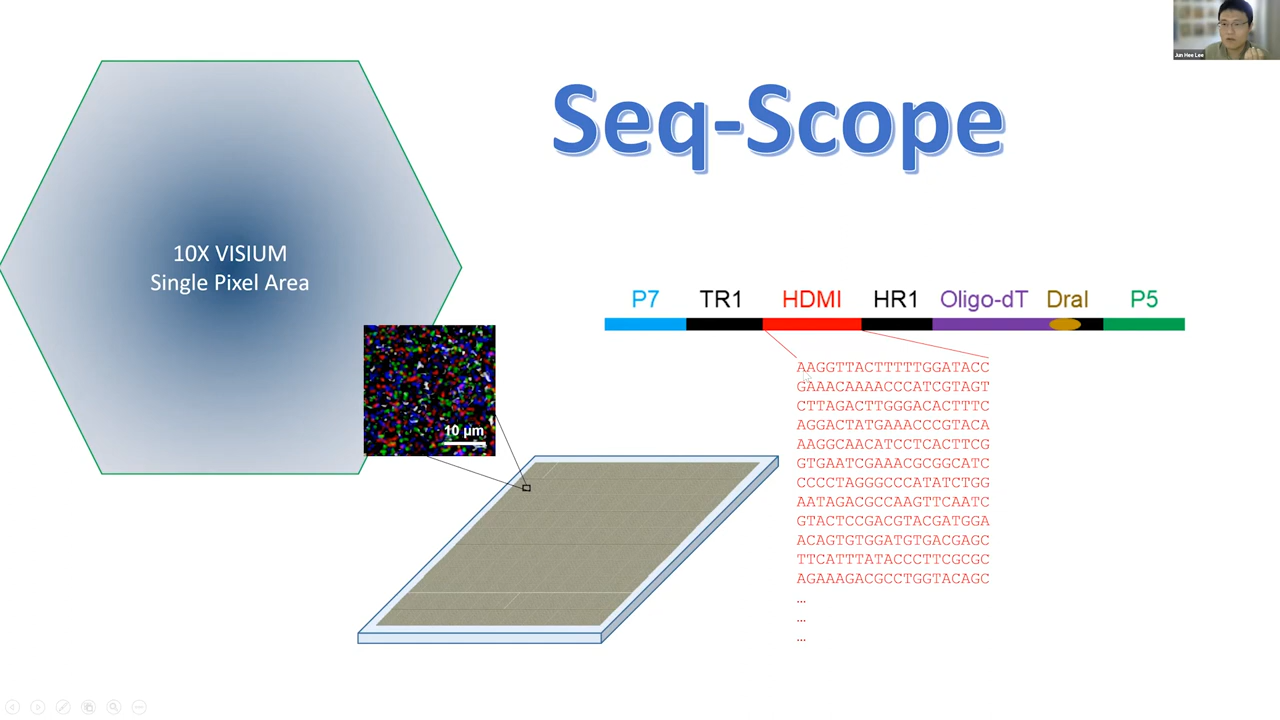 Jun Hee Lee
Seq-Scope
10X VISIUM
Single Pixel Area
P7 TR1 HDMI HR1 Oligo-dT DraI P5
10 µm
AAGGTTACTTTTTGGATACC
GAAACAAAACCCATCGTAGT
CTTAGACTTGGGACACTTTC
AGGACTATGAAACCCGTACA
AAGGCAACATCCTCACTTCG
GTGAATCGAAACGCGGCATC
CCCCTAGGGCCCATATCTGG
AATAGACGCCAAGTTCAATC
GTACTCCGACGTACGATGGA
ACAGTGTGGATGTGACGAGC
TTCATTTATACCCTTCGCGC
AGAAAGACGCCTGGTACAGC
...
...
...